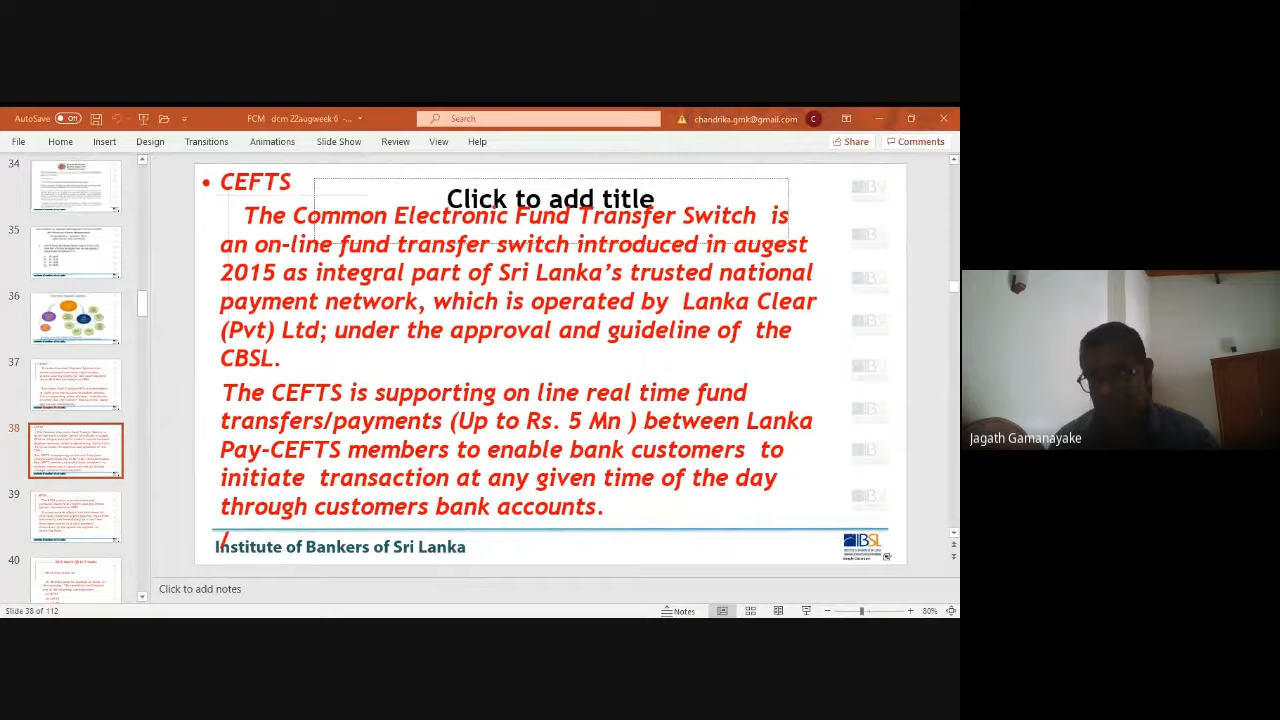 AutoSave Off FCM - dcm 22augweek 6 -... Search chandrika.gmk@gmail.com C
File Home Insert Design Transitions Animations Slide Show Review View Help Share Comments
34
35
36
37
38
39
40
Click to add title
• CEFTS
The Common Electronic Fund Transfer Switch is
an on-line fund transfer switch introduced in augest
2015 as integral part of Sri Lanka's trusted national
payment network, which is operated by Lanka Clear
(Pvt) Ltd; under the approval and guideline of the
CBSL.
The CEFTS is supporting on line real time fund
transfers/payments (Up to Rs. 5 Mn ) between Lanka
Pay-CEFTS members to enable bank customers to
initiate transaction at any given time of the day
through customers bank accounts.
/
Institute of Bankers of Sri Lanka
IBSL
Click to add notes
Slide 38 of 112 Notes 80%
Jagath Gamanayake